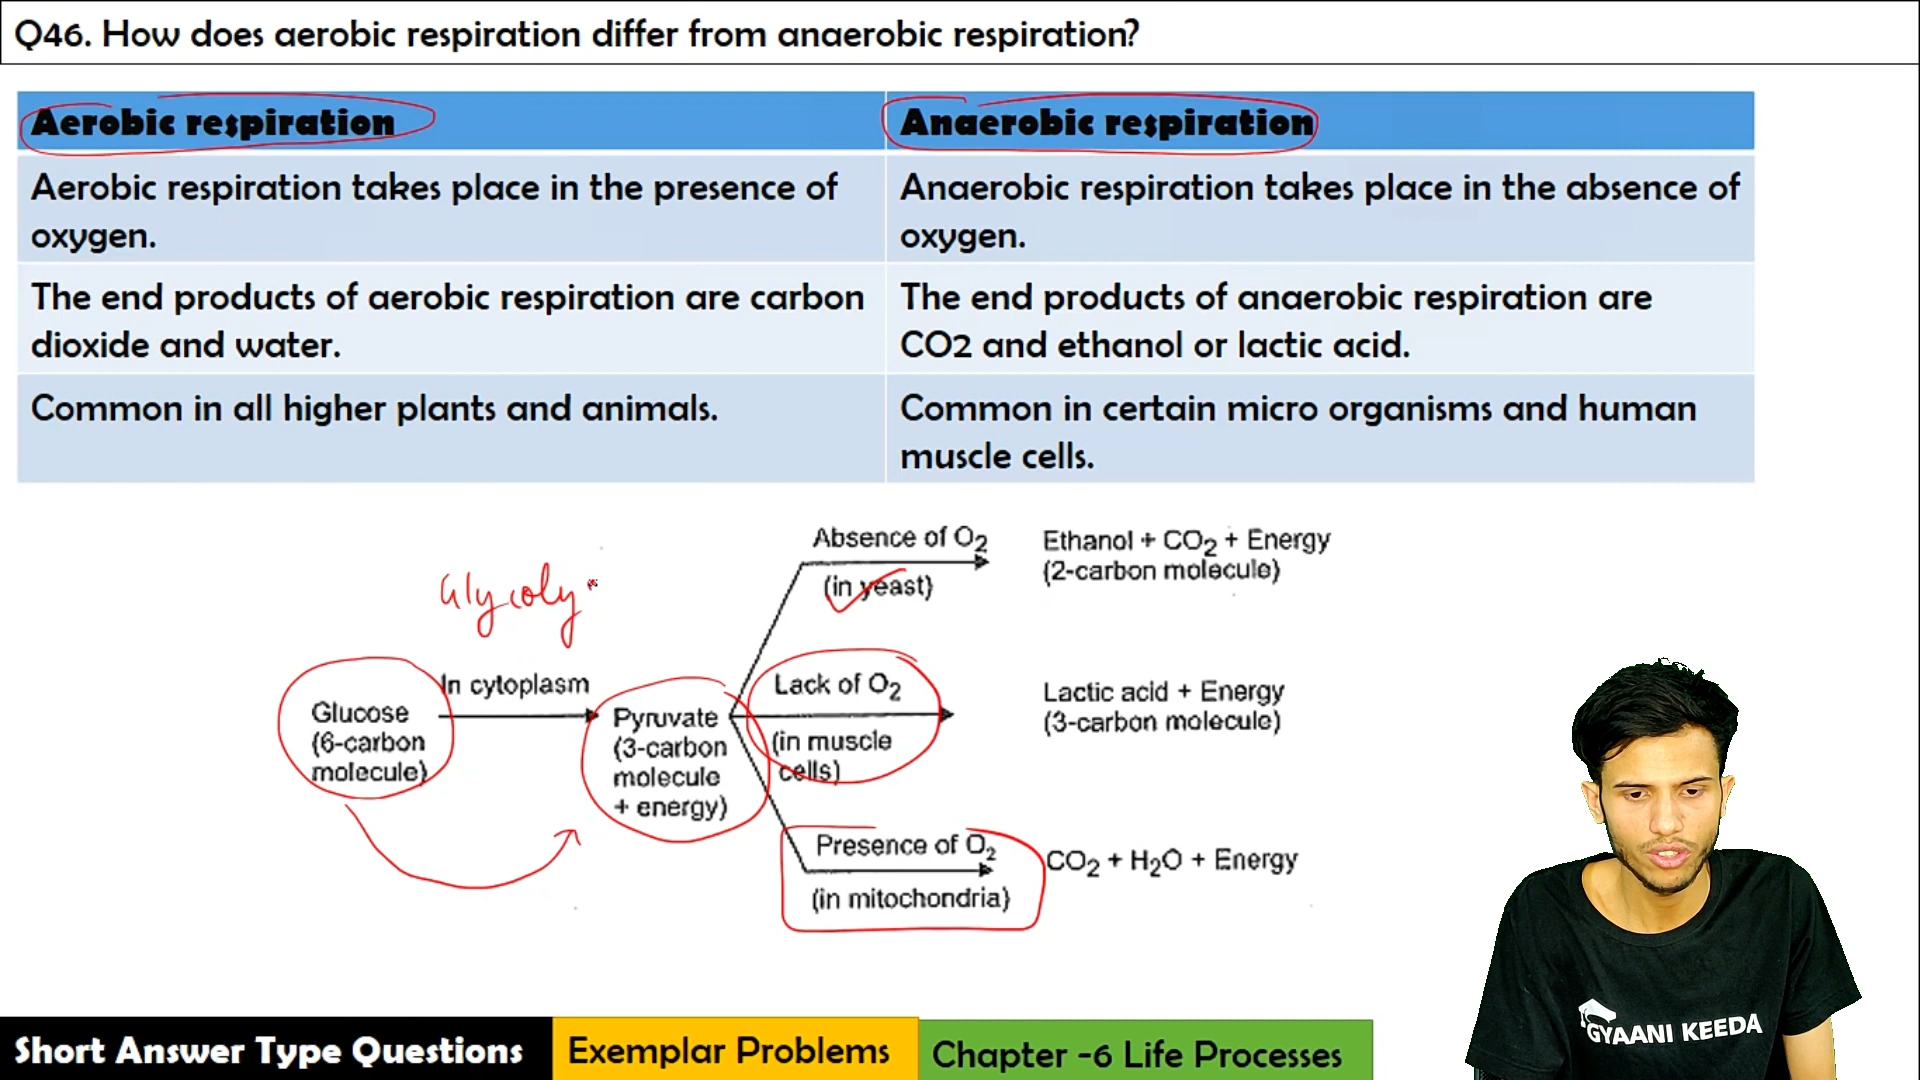 Q46. How does aerobic respiration differ from anaerobic respiration?
Aerobic respiration
Anaerobic respiration
Aerobic respiration takes place in the presence of
oxygen.
Anaerobic respiration takes place in the absence of
oxygen.
The end products of aerobic respiration are carbon
dioxide and water.
The end products of anaerobic respiration are
CO2 and ethanol or lactic acid.
Common in all higher plants and animals.
Common in certain micro organisms and human
muscle cells.
Absence of O2
(in yeast)
Ethanol + CO2 + Energy
(2-carbon molecule)
Glycoly
In cytoplasm
Glucose
(6-carbon
molecule)
Pyruvate
(3-carbon
molecule
+ energy)
Lack of O2
(in muscle
cells)
Lactic acid + Energy
(3-carbon molecule)
Presence of O2
(in mitochondria)
CO2 + H2O + Energy
GYAANI KEEDA
Short Answer Type Questions
Exemplar Problems
Chapter -6 Life Processes